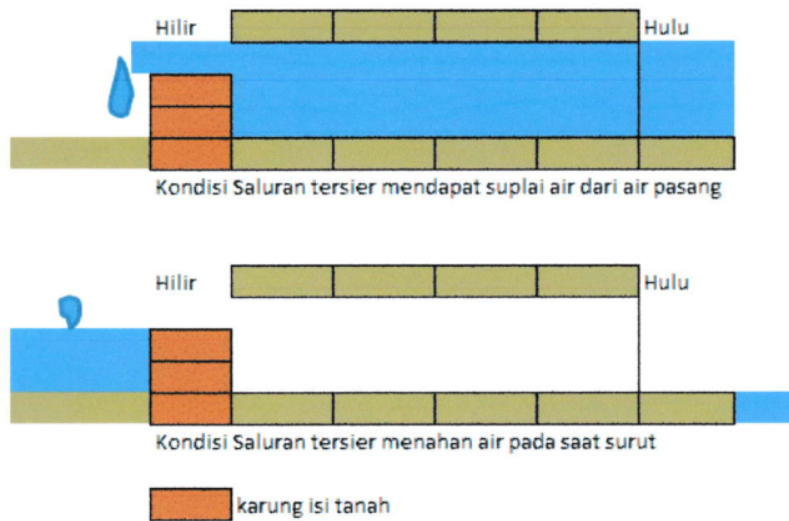 Hilir Hulu
Kondisi Saluran tersier mendapat suplai air dari air pasang
Hilir Hulu
Kondisi Saluran tersier menahan air pada saat surut
karung isi tanah